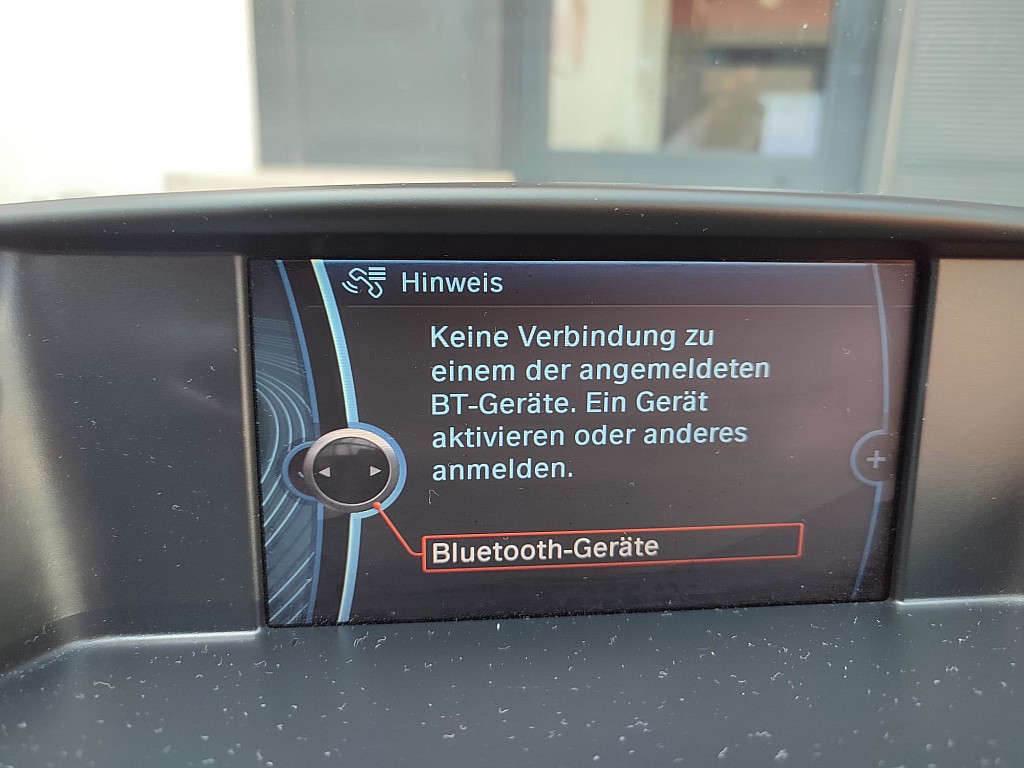 Hinweis
Keine Verbindung zu
einem der angemeldeten
BT-Geräte. Ein Gerät
aktivieren oder anderes
anmelden.
Bluetooth-Geräte